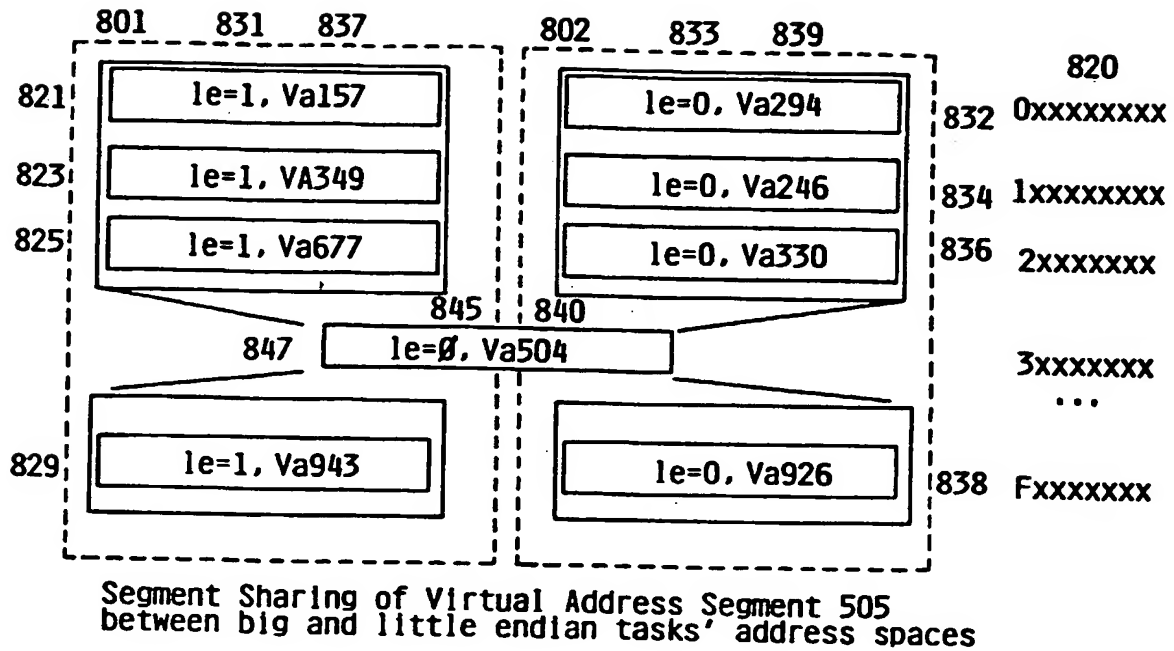 801 831 837 802 833 839
820
821 le=1, Va157 le=0, Va294 832 0xxxxxxxx
823 le=1, VA349 le=0, Va246 834 1xxxxxxxx
825 le=1, Va677 le=0, Va330 836 2xxxxxxx
845 840
847 le=Ø, Va504 3xxxxxxx
...
829 le=1, Va943 le=0, Va926 838 Fxxxxxxx
Segment Sharing of Virtual Address Segment 505
between big and little endian tasks' address spaces